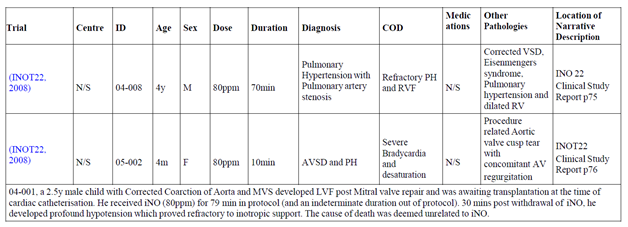 Trial Centre ID Age Sex Dose Duration Diagnosis COD Medic ations Other Pathologies Location of Narrative Description
(INOT22, 2008) N/S 04-008 4y M 80ppm 70min Pulmonary Hypertension with Pulmonary artery stenosis Refractory PH and RVF N/S Corrected VSD, Eisenmengers syndrome, Pulmonary hypertension and dilated RV INO 22 Clinical Study Report p75
(INOT22, 2008) N/S 05-002 4m F 80ppm 10min AVSD and PH Severe Bradycardia and desaturation N/S Procedure related Aortic valve cusp tear with concomitant AV regurgitation INOT22 Clinical Study Report p76
04-001, a 2.5y male child with Corrected Coarction of Aorta and MVS developed LVF post Mitral valve repair and was awaiting transplantation at the time of
cardiac catheterisation. He received iNO (80ppm) for 79 min in protocol (and an indeterminate duration out of protocol). 30 mins post withdrawal of iNO, he
developed profound hypotension which proved refractory to inotropic support. The cause of death was deemed unrelated to iNO.